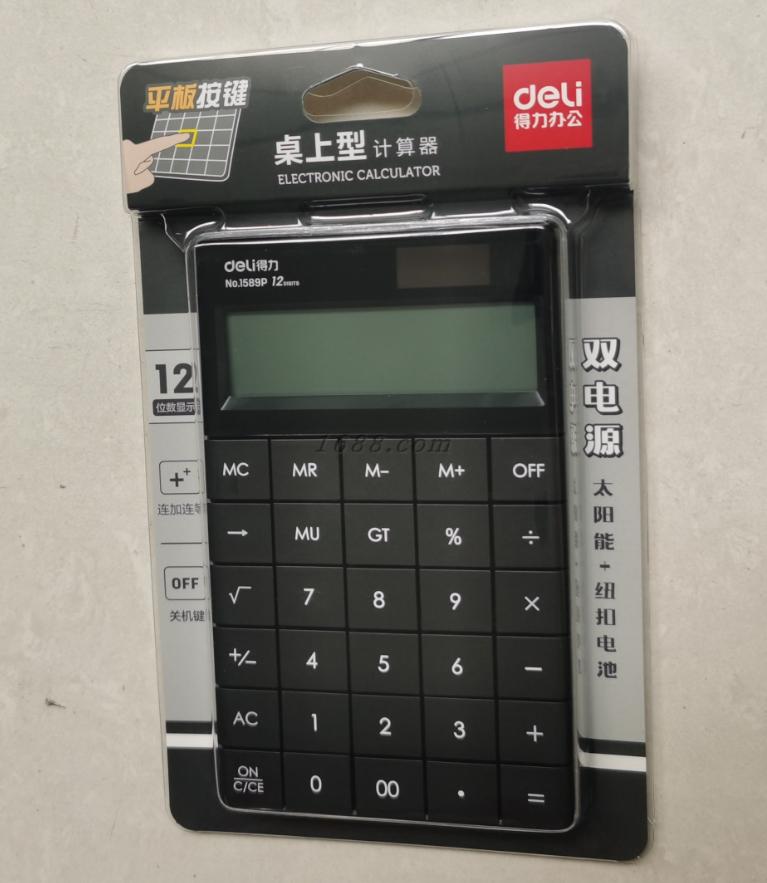 平板按键
deli
得力办公
桌上型 计算器
ELECTRONIC CALCULATOR
deli得力
No.1589P 12DIGITS
12
位数显示
双电源
太阳能+纽扣电池
1688.com
MC MR M– M+ OFF
→ MU GT % ÷
++
连加连
√ 7 8 9 ×
OFF
关机键
+/– 4 5 6 –
AC 1 2 3 +
ON
C/CE 0 00 . =